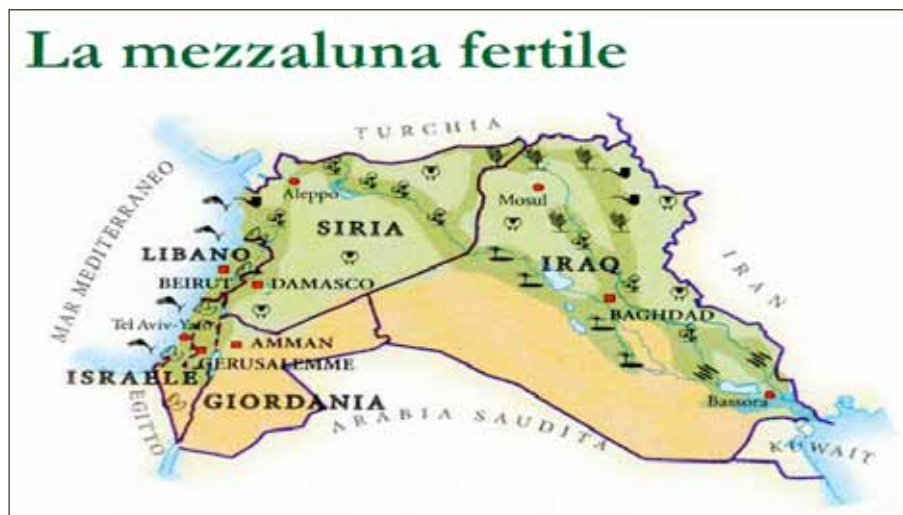 La mezzaluna fertile
TURCHIA
MAR MEDITERRANEO
Aleppo
Mosul
SIRIA
LIBANO
IRAQ
IRAN
BEIRUT
DAMASCO
BAGHDAD
Tel Aviv-Yafo
AMMAN
GERUSALEMME
ISRAELE
EGITTO
GIORDANIA
ARABIA SAUDITA
Bassora
KUWAIT